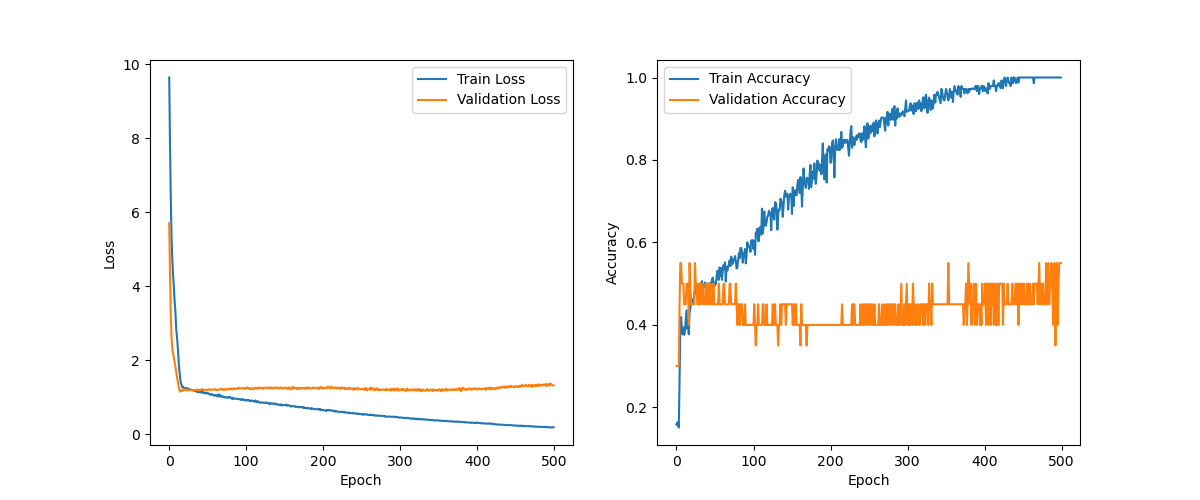 10
8
6
4
2
0
Loss
0 100 200 300 400 500
Epoch
Train Loss
Validation Loss
1.0
0.8
0.6
0.4
0.2
Accuracy
0 100 200 300 400 500
Epoch
Train Accuracy
Validation Accuracy